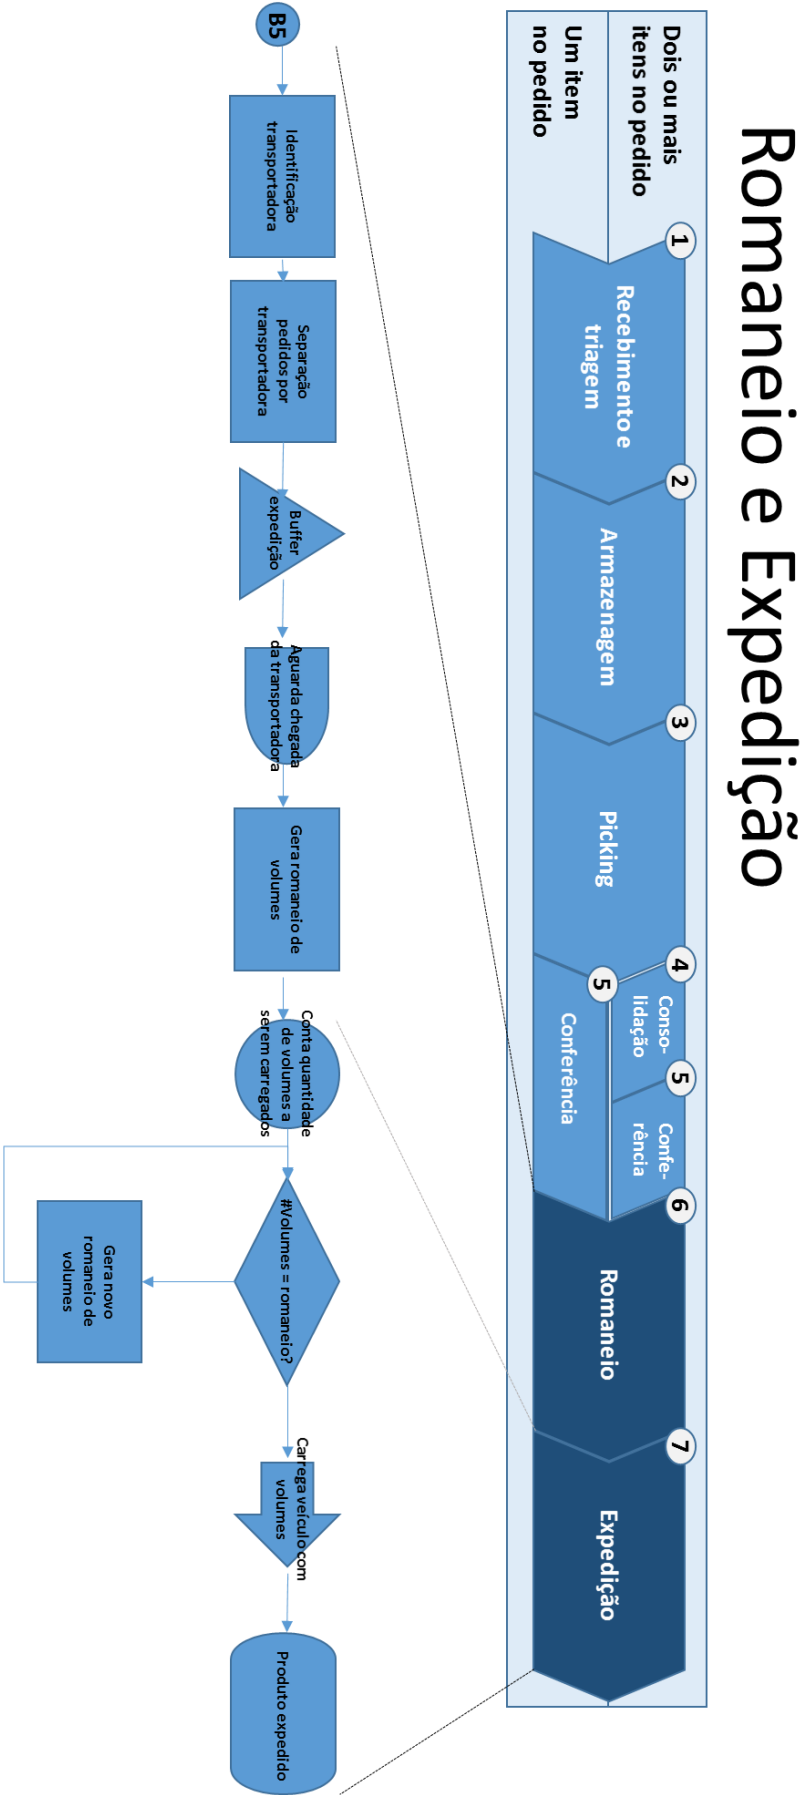 Romaneio e Expedição
Dois ou mais
itens no pedido
Um item
no pedido
1
Recebimento e
triagem
2
Armazenagem
3
Picking
4
Conso-
lidação
5
Confe-
rência
5
Conferência
6
Romaneio
7
Expedição
B5
Identificação
transportadora
Separação
pedidos por
transportadora
Buffer
expedição
Aguarda chegada
da transportadora
Gera romaneio de
volumes
Conta quantidade
de volumes a
serem carregados
#Volumes = romaneio?
Gera novo
romaneio de
volumes
Carrega veículo com
volumes
Produto expedido